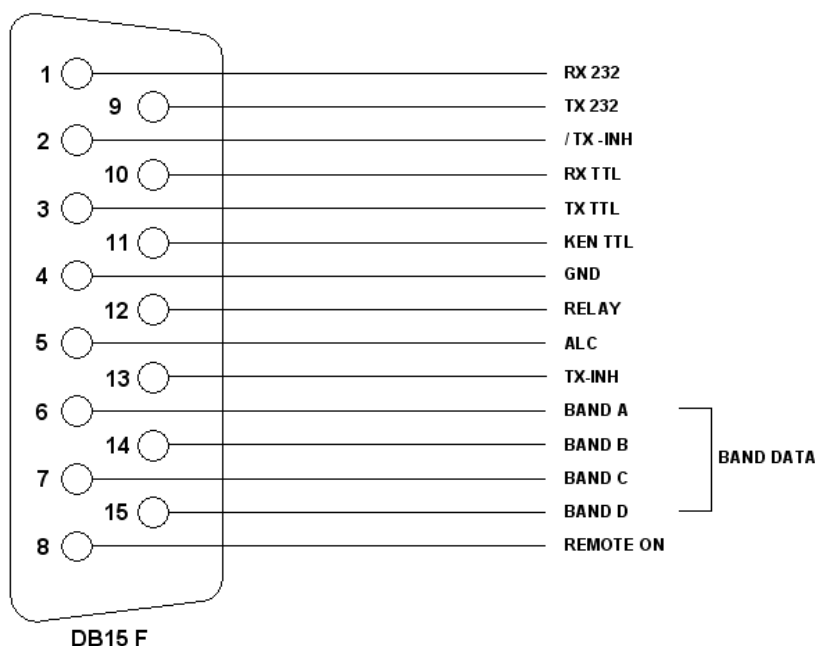 1 RX 232
9 TX 232
2 / TX -INH
10 RX TTL
3 TX TTL
11 KEN TTL
4 GND
12 RELAY
5 ALC
13 TX-INH
6 BAND A
14 BAND B
BAND DATA
7 BAND C
15 BAND D
8 REMOTE ON
DB15 F